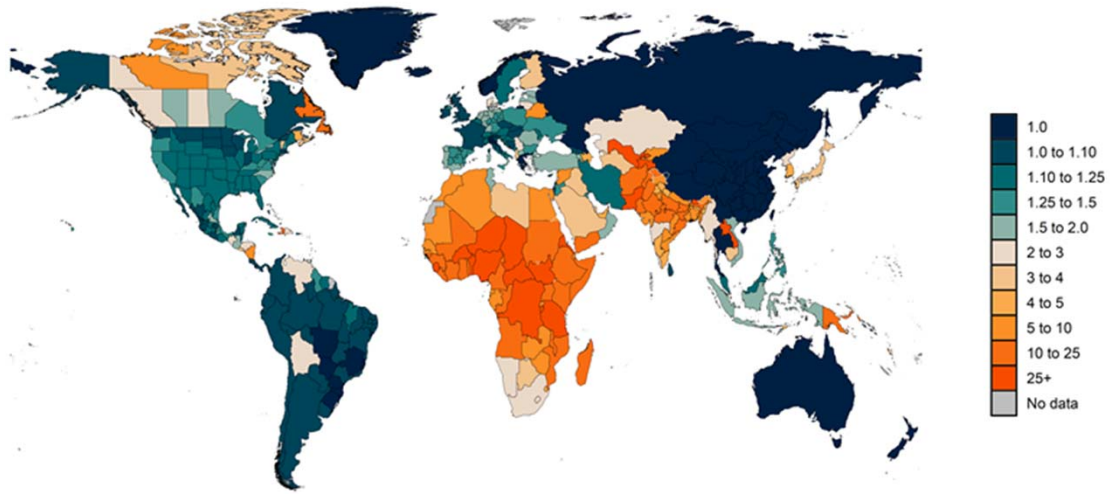 1.0
1.0 to 1.10
1.10 to 1.25
1.25 to 1.5
1.5 to 2.0
2 to 3
3 to 4
4 to 5
5 to 10
10 to 25
25+
No data